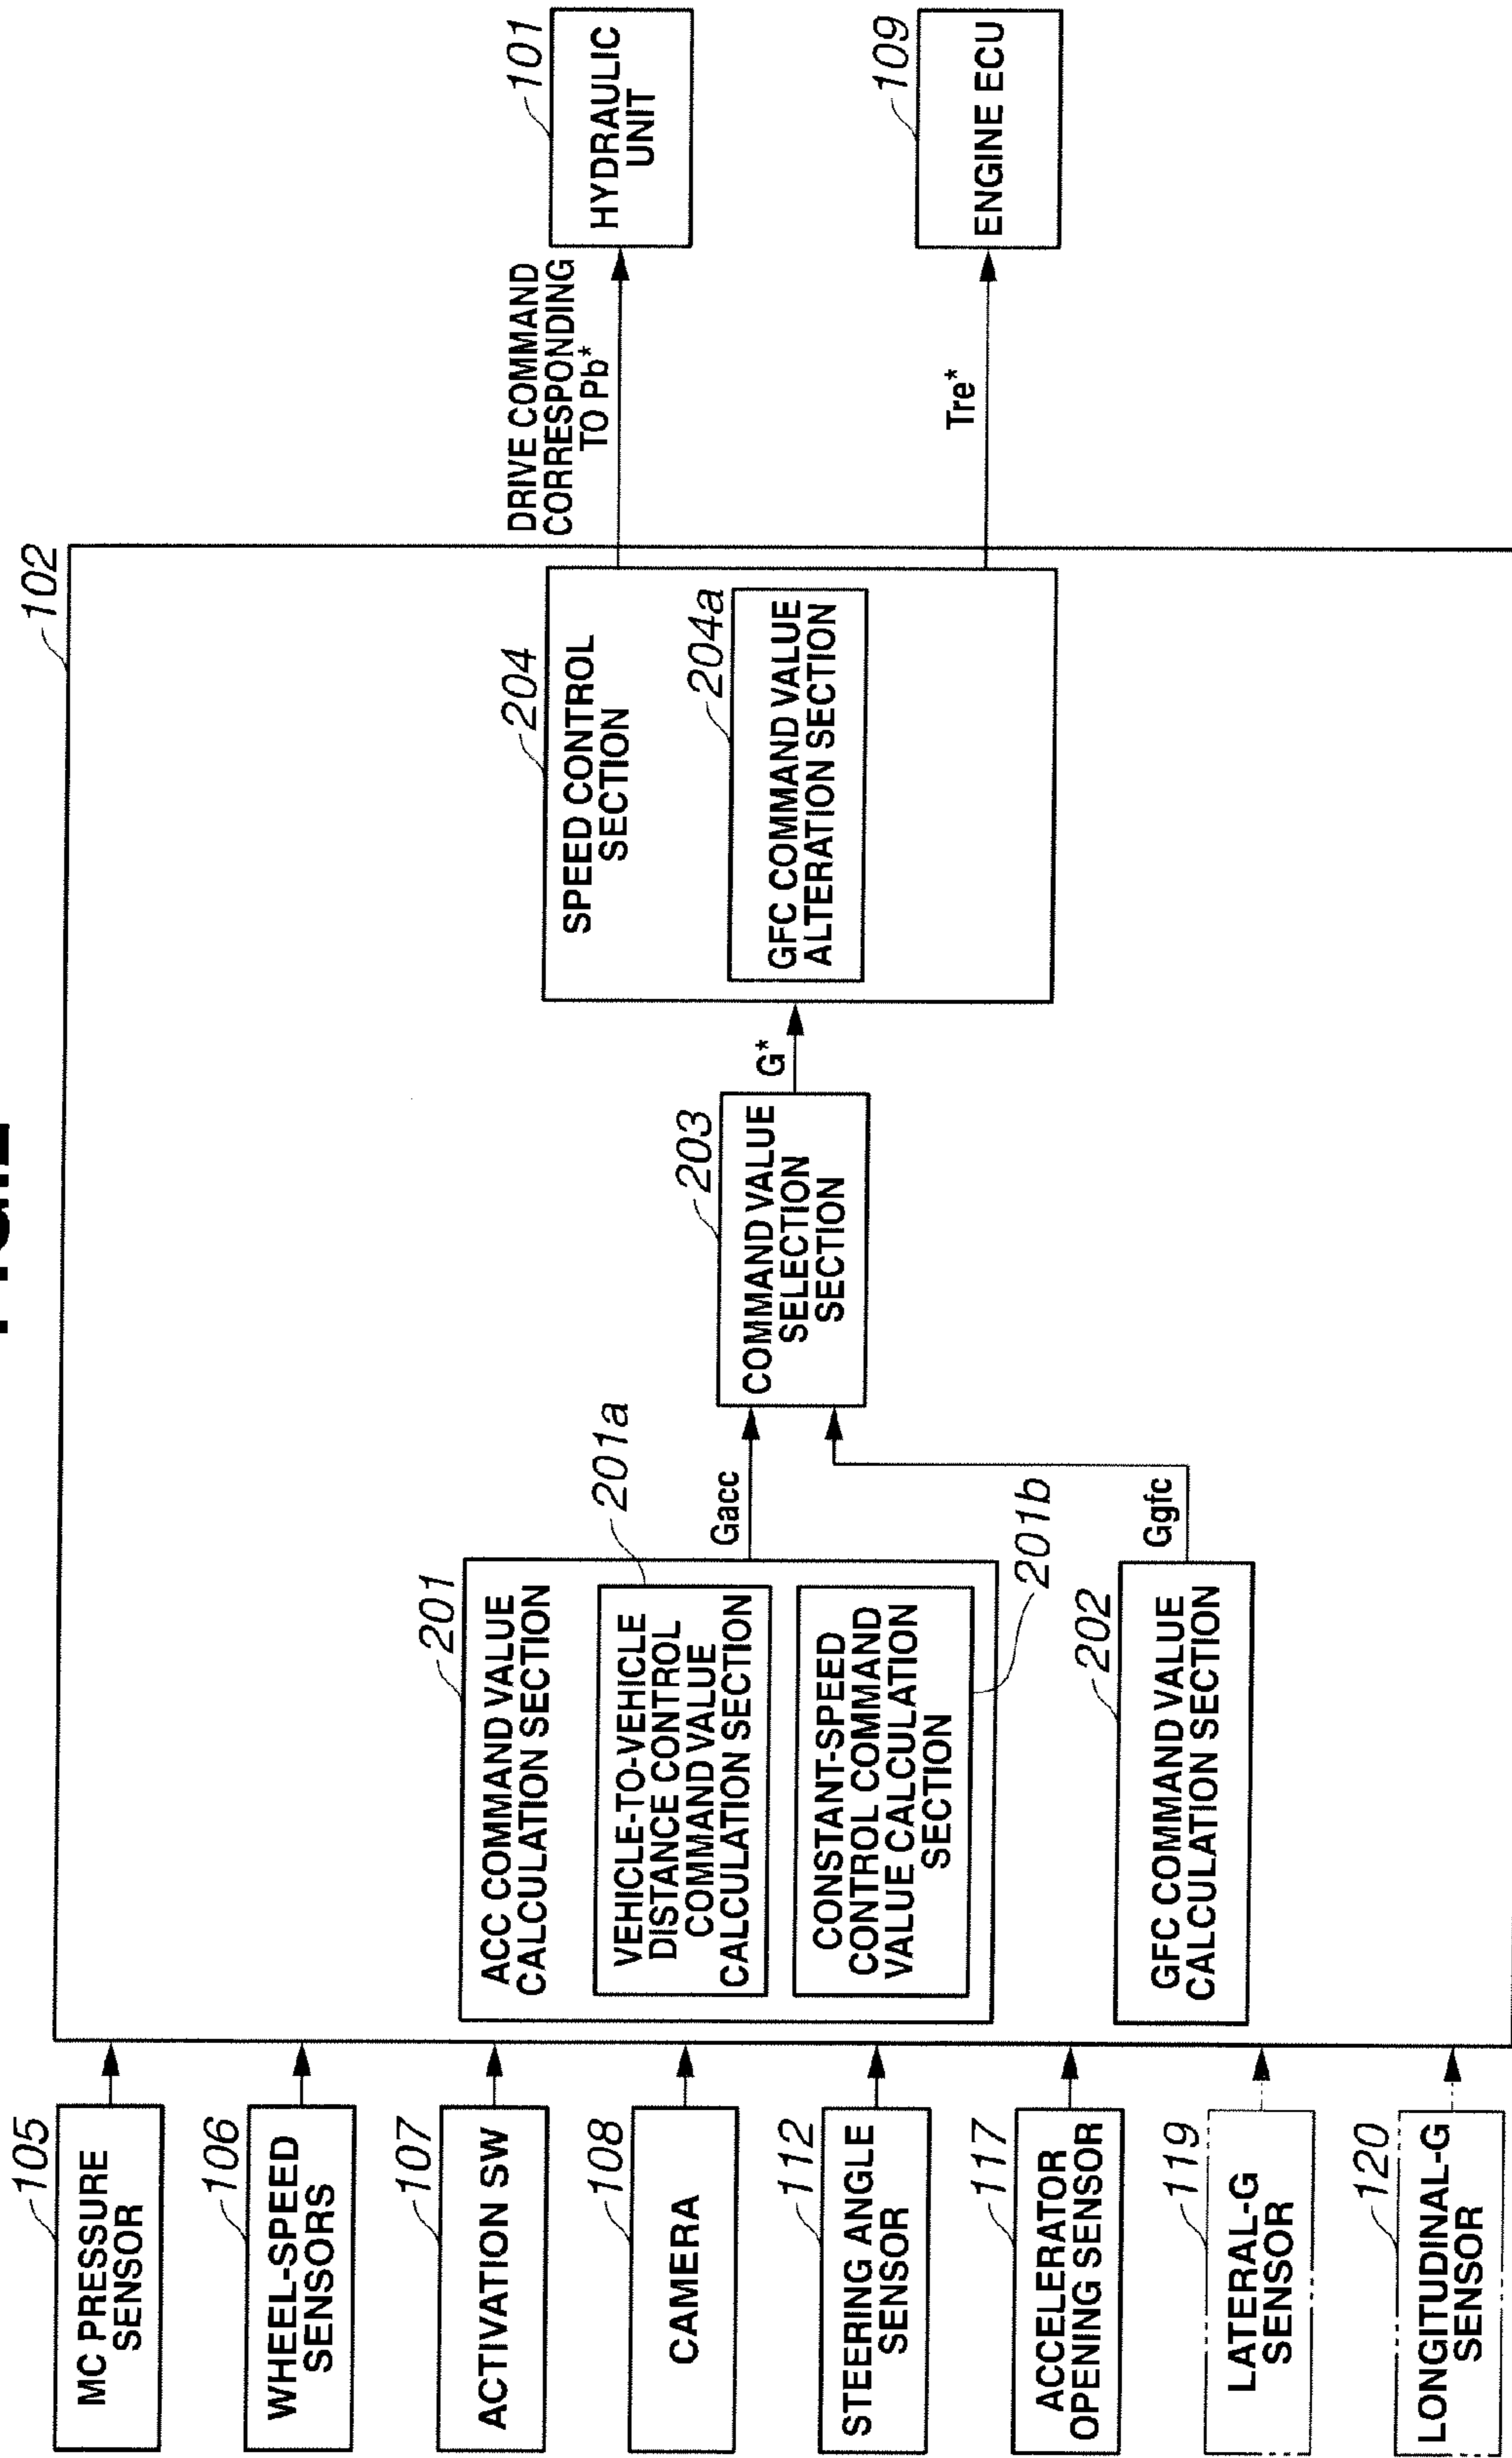 102
105
MC PRESSURE
SENSOR
106
WHEEL-SPEED
SENSORS
107
ACTIVATION SW
108
CAMERA
112
STEERING ANGLE
SENSOR
117
ACCELERATOR
OPENING SENSOR
119
LATERAL-G
SENSOR
120
LONGITUDINAL-G
SENSOR
201
ACC COMMAND VALUE
CALCULATION SECTION
201a
VEHICLE-TO-VEHICLE
DISTANCE CONTROL
COMMAND VALUE
CALCULATION SECTION
201b
CONSTANT-SPEED
CONTROL COMMAND
VALUE CALCULATION
SECTION
202
GFC COMMAND VALUE
CALCULATION SECTION
Gacc
Ggfc
203
COMMAND VALUE
SELECTION
SECTION
G*
204
SPEED CONTROL
SECTION
204a
GFC COMMAND VALUE
ALTERATION SECTION
DRIVE COMMAND
CORRESPONDING
TO Pb*
Tre*
101
HYDRAULIC
UNIT
109
ENGINE ECU